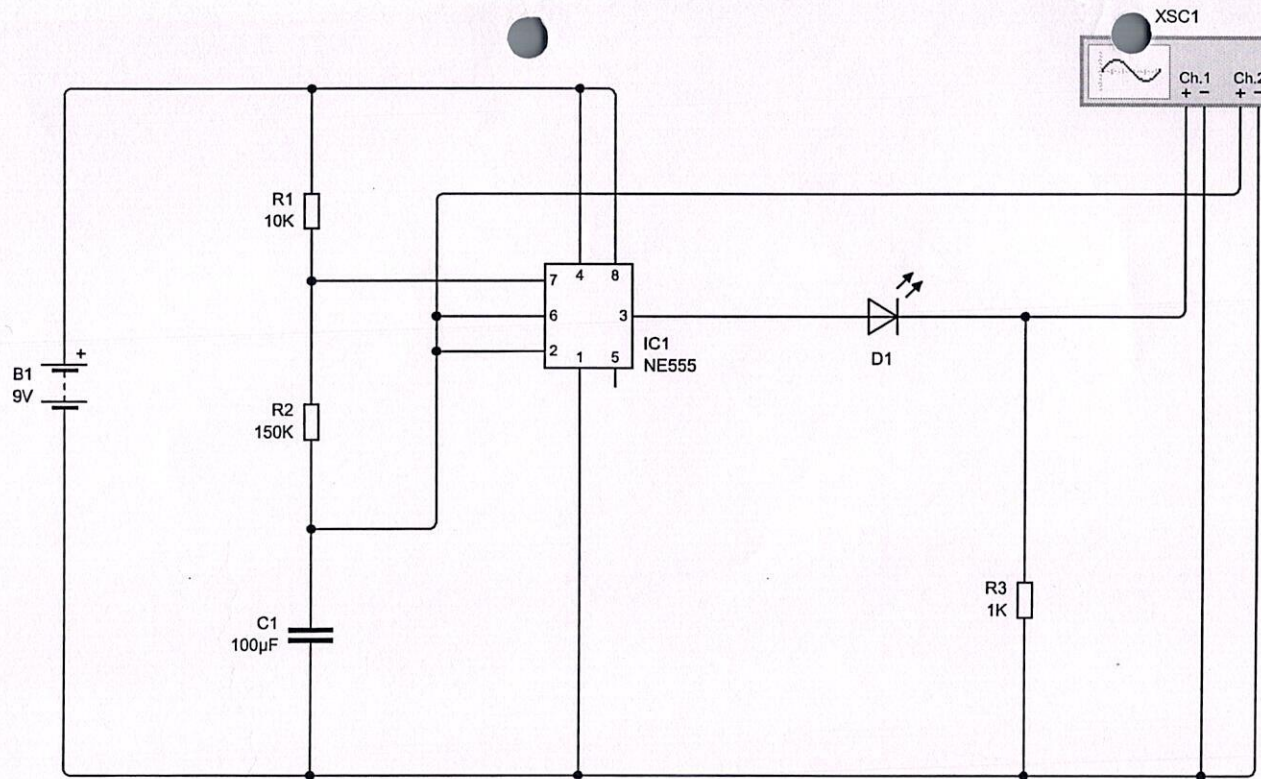 XSC1
Ch.1 Ch.2
+ − + −
R1
10K
4 8
7
6 3
2
1 5
IC1
NE555
D1
+
B1
9V
R2
150K
C1
100µF
R3
1K